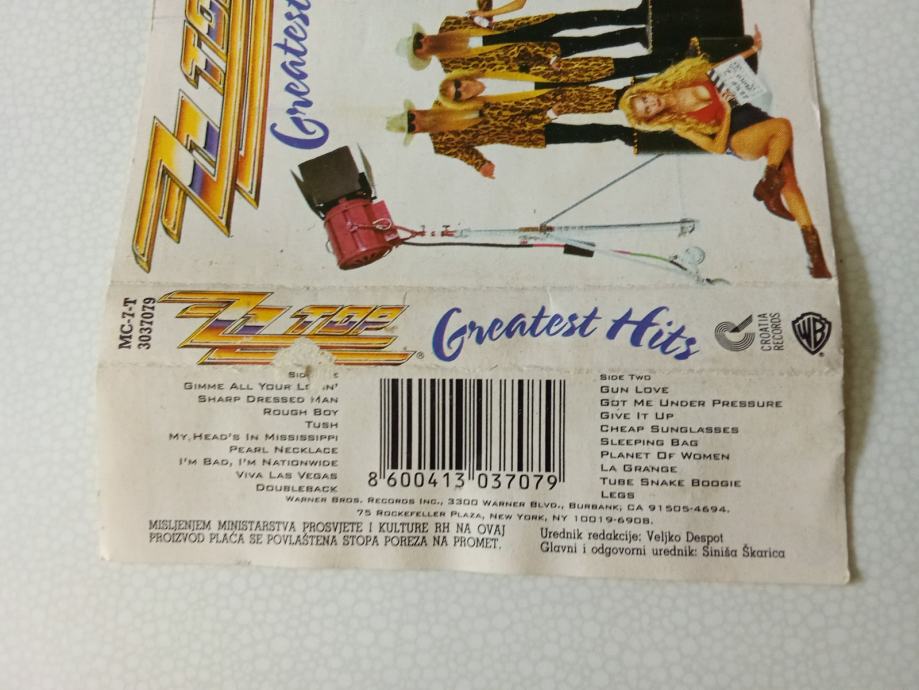 ZZ TOP
Greatest
MC-7-T
3037079
ZZ TOP
®
Greatest Hits
CROATIA
RECORDS
WB
®
Gimme All Your
Sharp Dressed Man
Rough Boy
Tush
My Head's In Mississippi
Pearl Necklace
I'm Bad, I'm Nationwide
Viva Las Vegas
Doubleback
8 600413 037079
Side Two
Gun Love
Got Me Under Pressure
Give It Up
Cheap Sunglasses
Sleeping Bag
Planet Of Women
La Grange
Tube Snake Boogie
Legs
Warner Bros. Records Inc., 3300 Warner Blvd., Burbank, CA 91505-4694.
75 Rockefeller Plaza, New York, NY 10019-6908.
MISLJENJEM MINISTARSTVA PROSVJETE I KULTURE RH NA OVAJ
PROIZVOD PLAĆA SE POVLAŠTENA STOPA POREZA NA PROMET.
Urednik redakcije: Veljko Despot
Glavni i odgovorni urednik: Siniša Škarica